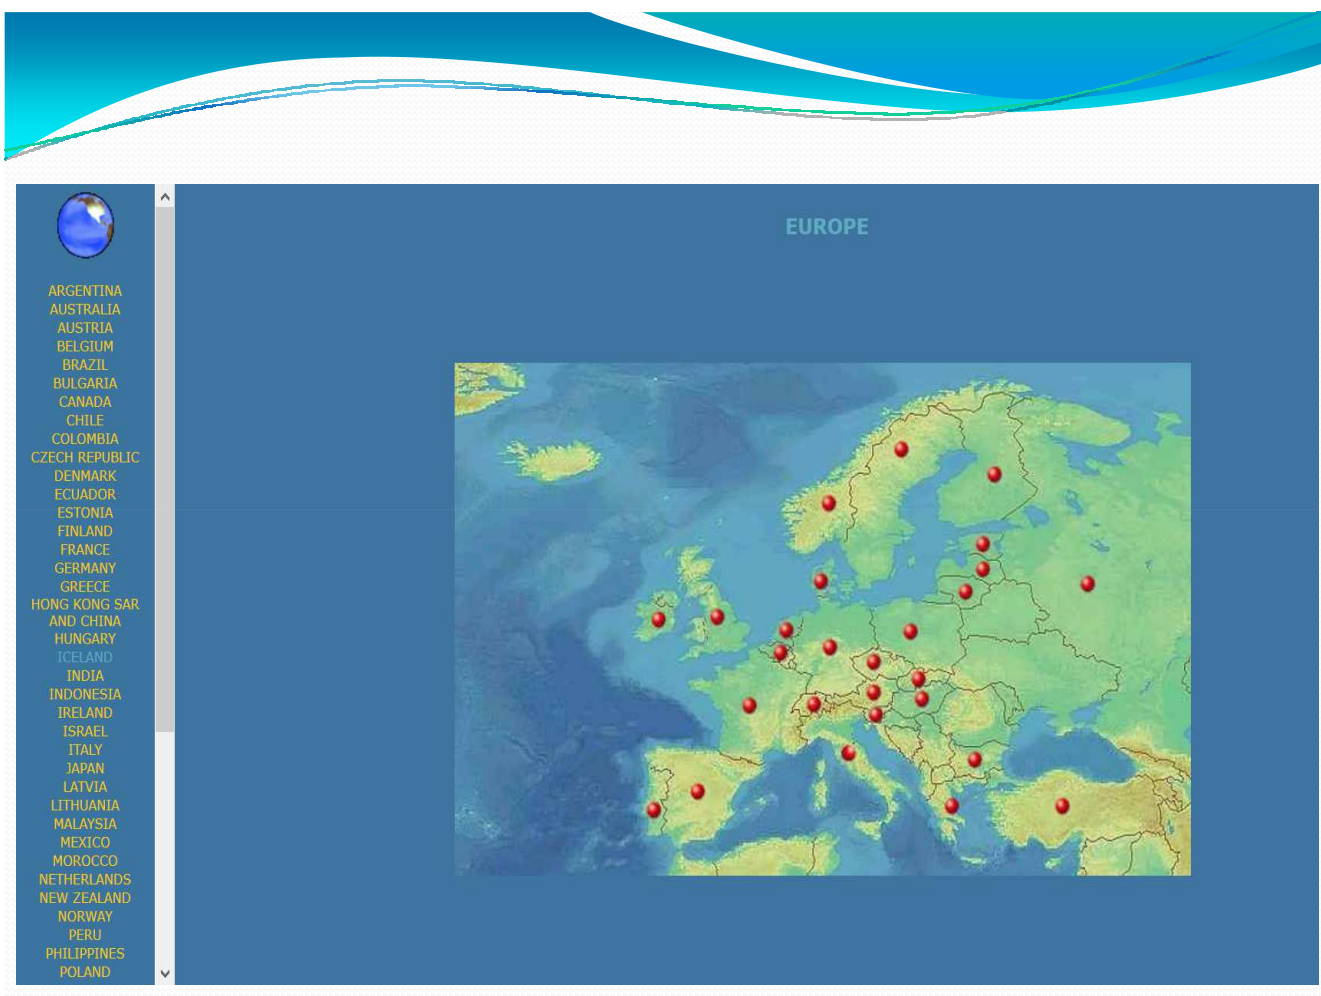 EUROPE
ARGENTINA
AUSTRALIA
AUSTRIA
BELGIUM
BRAZIL
BULGARIA
CANADA
CHILE
COLOMBIA
CZECH REPUBLIC
DENMARK
ECUADOR
ESTONIA
FINLAND
FRANCE
GERMANY
GREECE
HONG KONG SAR
AND CHINA
HUNGARY
ICELAND
INDIA
INDONESIA
IRELAND
ISRAEL
ITALY
JAPAN
LATVIA
LITHUANIA
MALAYSIA
MEXICO
MOROCCO
NETHERLANDS
NEW ZEALAND
NORWAY
PERU
PHILIPPINES
POLAND